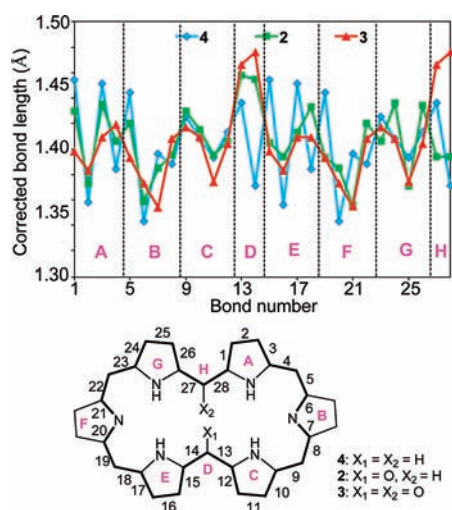 4 2 3
Corrected bond length (Å)
1.50
1.45
1.40
1.35
1.30
A B C D E F G H
1 5 9 13 17 21 25
Bond number
25 2
24 26 1 3
23 G H A 4
22 27 28 5
NH X₂ HN
21 6
F N N B
20 7
X₁
19 H N 14 13 H N 8
18 E D C 9
17 15 12 10
16 11
4: X₁ = X₂ = H
2: X₁ = O, X₂ = H
3: X₁ = X₂ = O